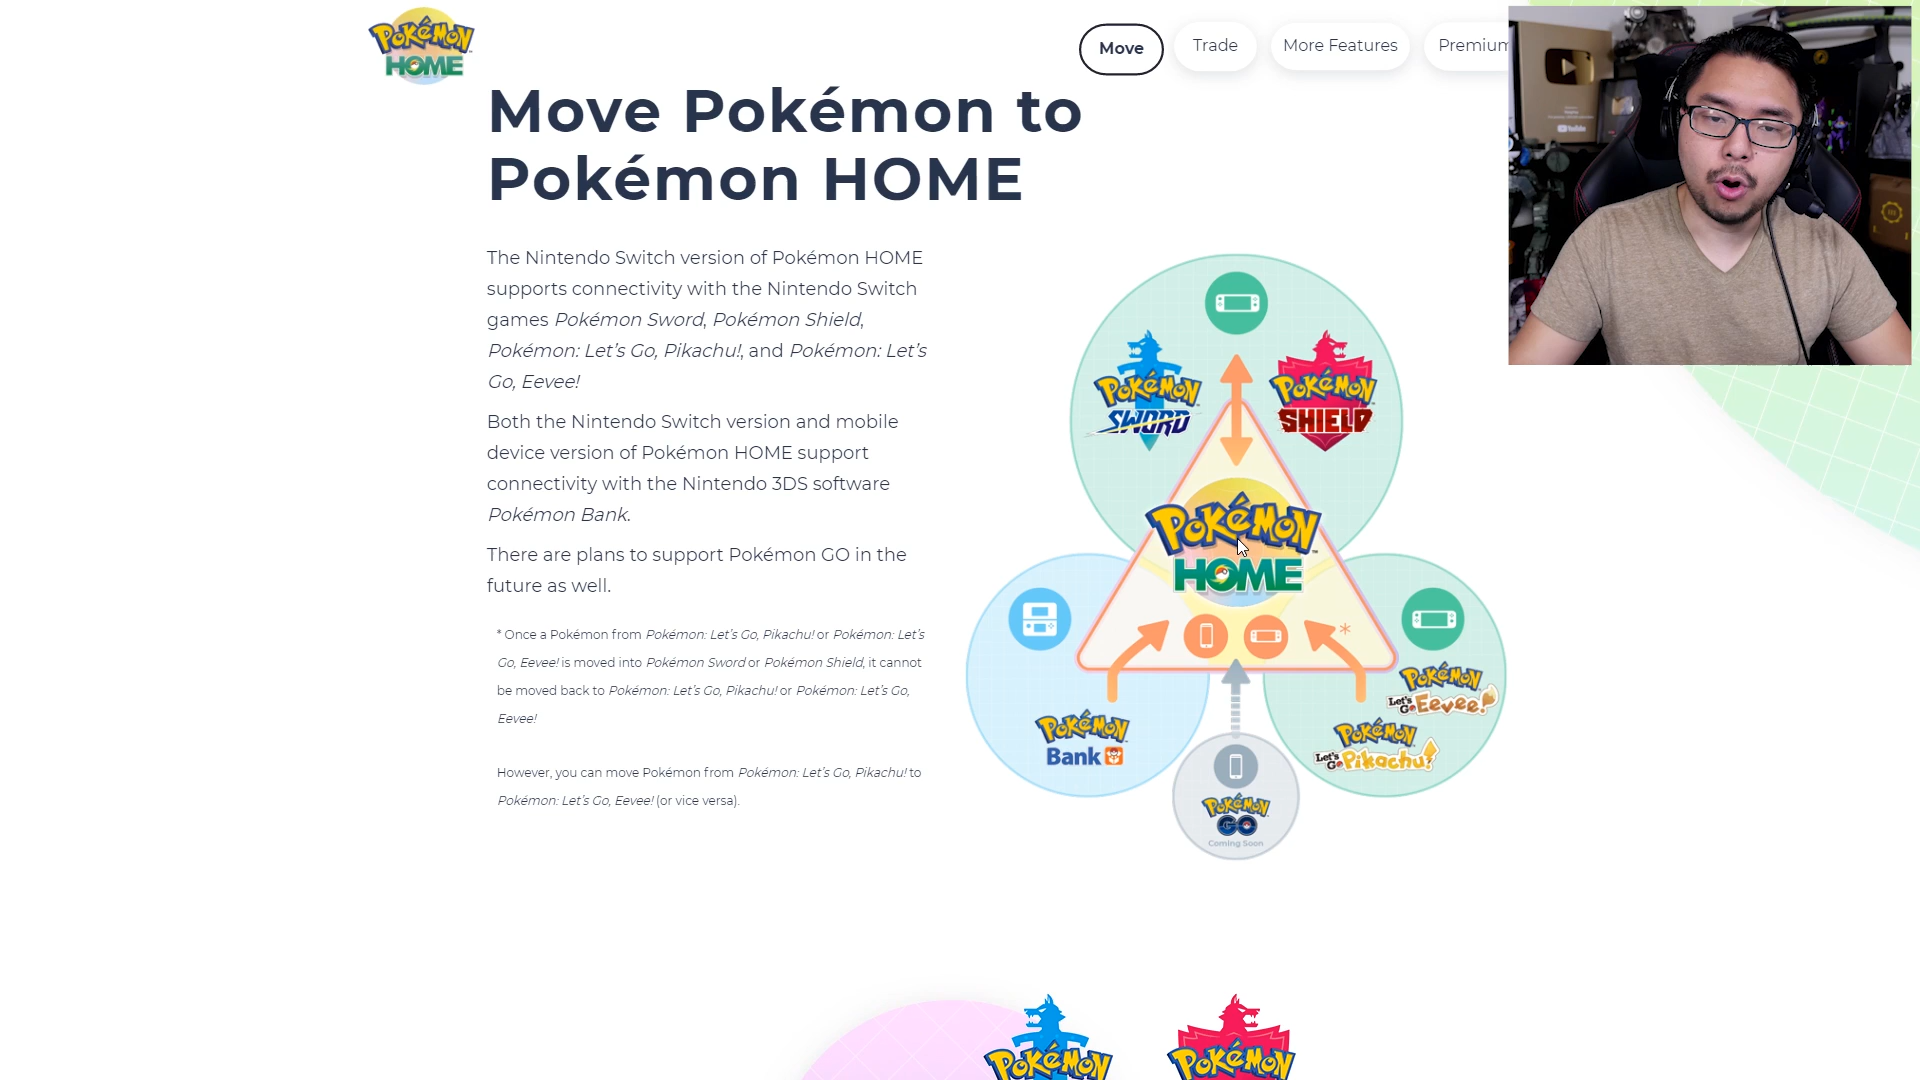 Pokémon
HOME
Move
Trade
More Features
Premium
Move Pokémon to
Pokémon HOME
The Nintendo Switch version of Pokémon HOME
supports connectivity with the Nintendo Switch
games Pokémon Sword, Pokémon Shield,
Pokémon: Let's Go, Pikachu!, and Pokémon: Let's
Go, Eevee!
Both the Nintendo Switch version and mobile
device version of Pokémon HOME support
connectivity with the Nintendo 3DS software
Pokémon Bank.
There are plans to support Pokémon GO in the
future as well.
* Once a Pokémon from Pokémon: Let's Go, Pikachu! or Pokémon: Let's
Go, Eevee! is moved into Pokémon Sword or Pokémon Shield, it cannot
be moved back to Pokémon: Let's Go, Pikachu! or Pokémon: Let's Go,
Eevee!
However, you can move Pokémon from Pokémon: Let's Go, Pikachu! to
Pokémon: Let's Go, Eevee! (or vice versa).
POKéMON
SWORD
POKéMON
SHIELD
POKéMON
HOME
*
POKéMON
Bank
POKéMON
GO
Coming Soon
POKéMON
Let's Go Eevee!
POKéMON
Let's Go Pikachu!
POKéMON
POKéMON
YouTube